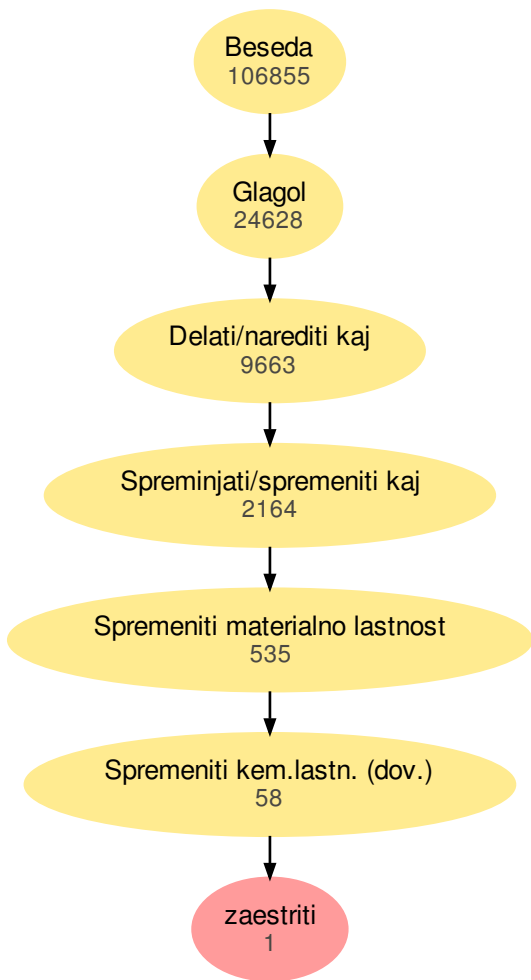 Beseda
106855
Glagol
24628
Delati/narediti kaj
9663
Spreminjati/spremeniti kaj
2164
Spremeniti materialno lastnost
535
Spremeniti kem.lastn. (dov.)
58
zaestriti
1